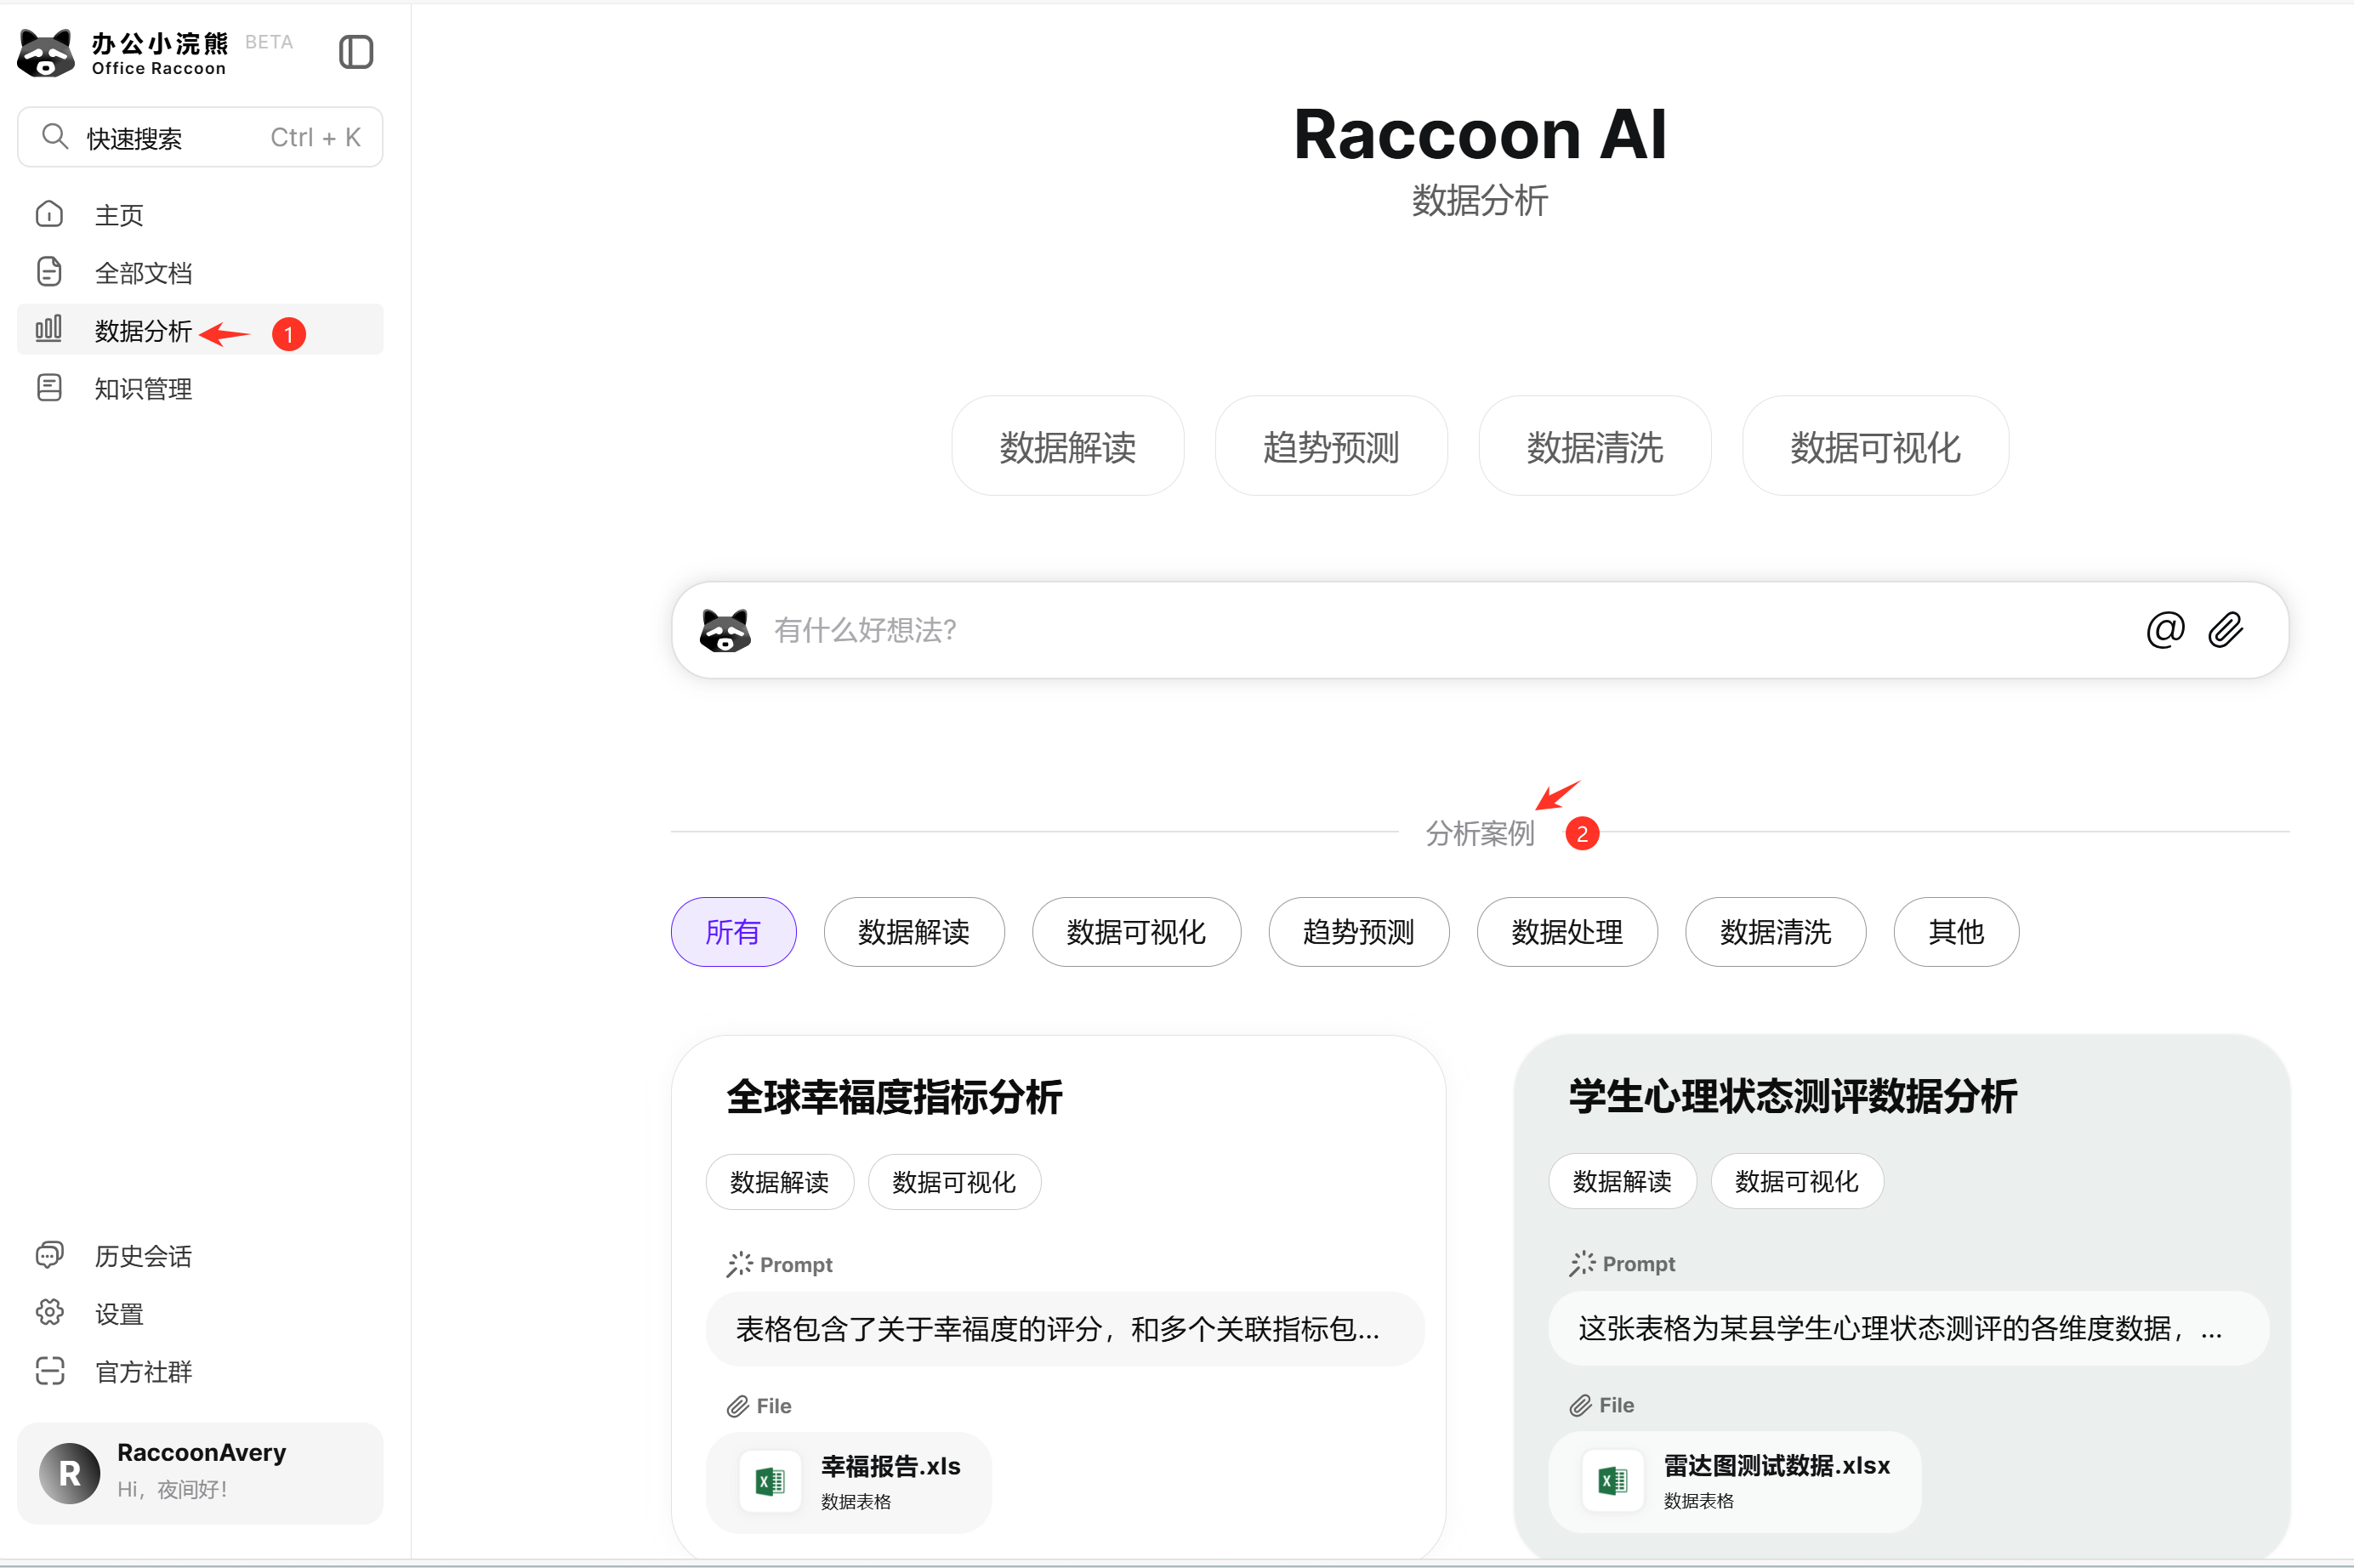 办公小浣熊 BETA
Office Raccoon
快速搜索 Ctrl + K
主页
全部文档
数据分析 1
知识管理
历史会话
设置
官方社群
R
RaccoonAvery
Hi，夜间好！
Raccoon AI
数据分析
数据解读 趋势预测 数据清洗 数据可视化
有什么好想法? @
分析案例 2
所有 数据解读 数据可视化 趋势预测 数据处理 数据清洗 其他
全球幸福度指标分析
数据解读 数据可视化
Prompt
表格包含了关于幸福度的评分，和多个关联指标包...
File
幸福报告.xls
数据表格
学生心理状态测评数据分析
数据解读 数据可视化
Prompt
这张表格为某县学生心理状态测评的各维度数据，...
File
雷达图测试数据.xlsx
数据表格